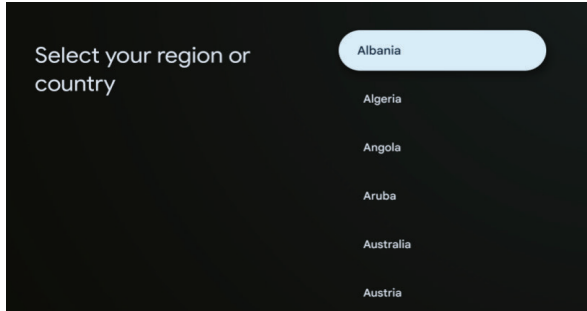 Select your region or
country
Albania
Algeria
Angola
Aruba
Australia
Austria